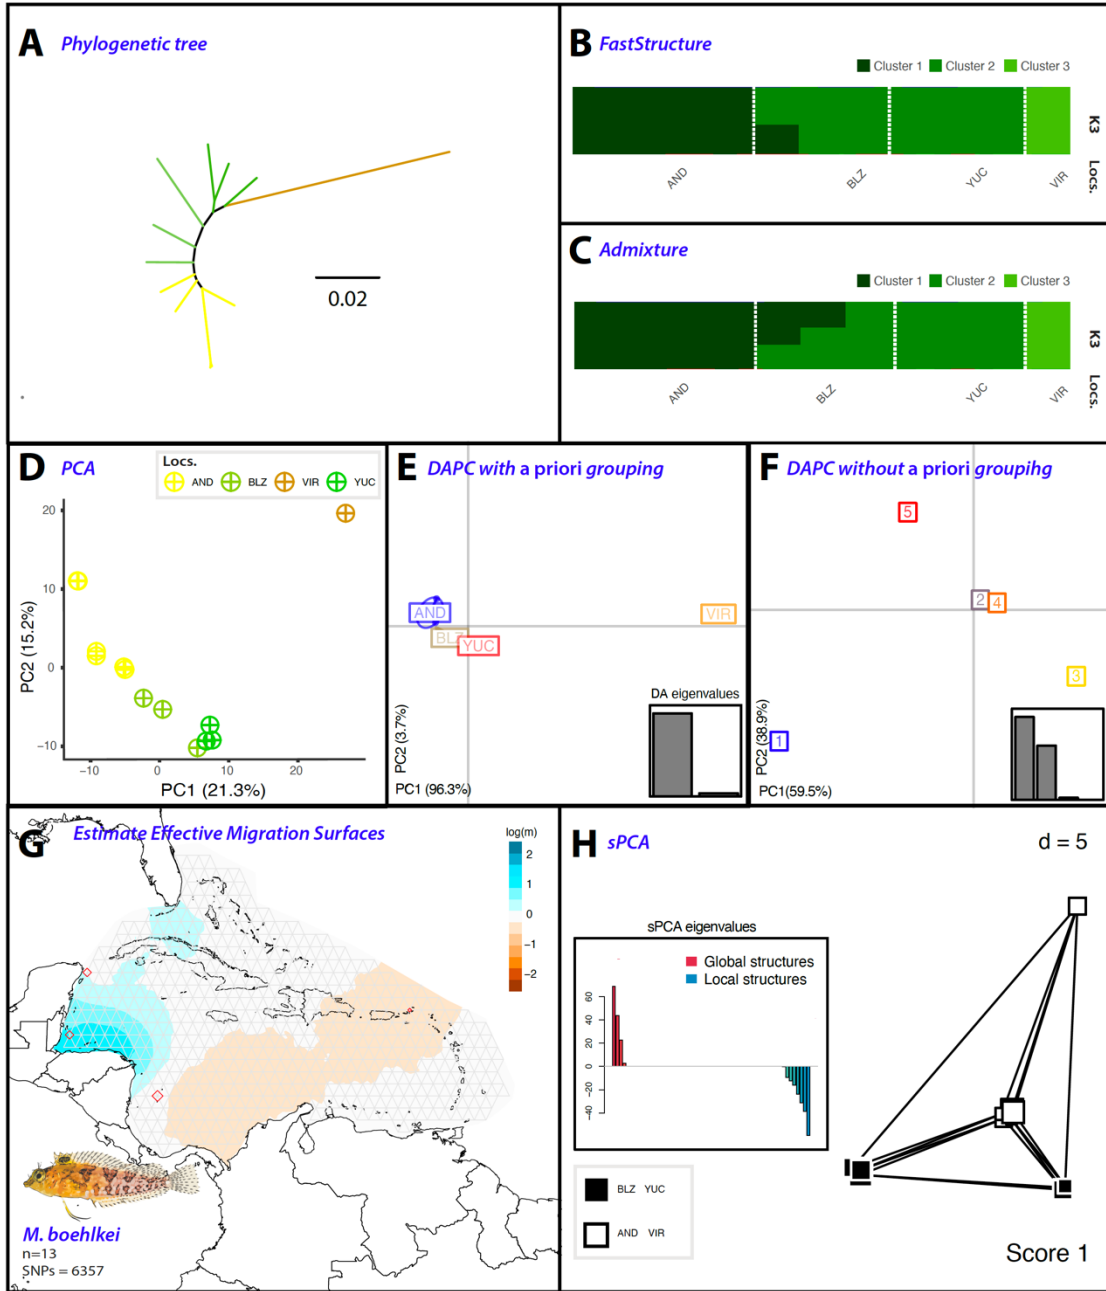 A Phylogenetic tree
0.02
B FastStructure
Cluster 1 Cluster 2 Cluster 3
K3
Locs.
AND BLZ YUC VIR
C Admixture
Cluster 1 Cluster 2 Cluster 3
K3
Locs.
AND BLZ YUC VIR
D PCA
Locs.
AND BLZ VIR YUC
20
10
0
−10
−10 0 10 20
PC2 (15.2%)
PC1 (21.3%)
E DAPC with a priori grouping
AND
BLZ
YUC
VIR
DA eigenvalues
PC2 (3.7%)
PC1 (96.3%)
F DAPC without a priori groupihg
5
2
4
3
1
PC2 (38.9%)
PC1(59.5%)
G Estimate Effective Migration Surfaces
log(m)
2
1
0
−1
−2
M. boehlkei
n=13
SNPs = 6357
H sPCA
d = 5
sPCA eigenvalues
Global structures
Local structures
60
40
20
0
−20
−40
BLZ YUC
AND VIR
Score 1